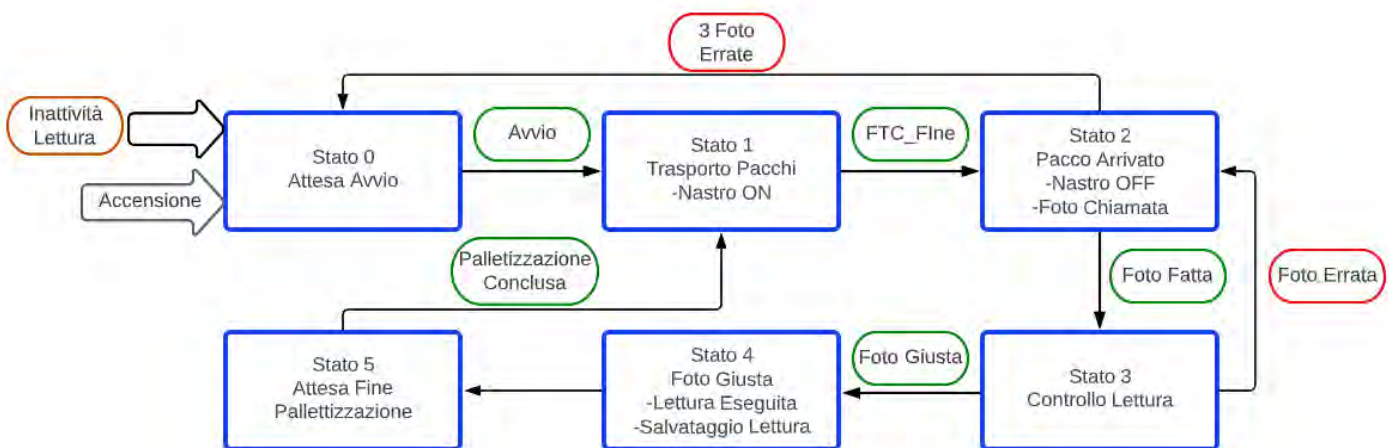 3 Foto
Errate
Inattività
Lettura
Accensione
Stato 0
Attesa Avvio
Avvio
Stato 1
Trasporto Pacchi
-Nastro ON
FTC_FIne
Stato 2
Pacco Arrivato
-Nastro OFF
-Foto Chiamata
Palletizzazione
Conclusa
Foto Fatta
Foto Errata
Stato 5
Attesa Fine
Pallettizzazione
Stato 4
Foto Giusta
-Lettura Eseguita
-Salvataggio Lettura
Foto Giusta
Stato 3
Controllo Lettura